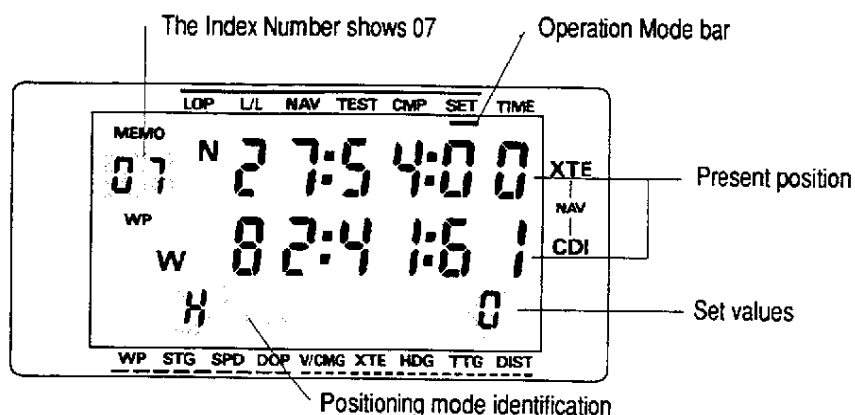 The Index Number shows 07
Operation Mode bar
LOP L/L NAV TEST CMP SET TIME
MEMO
07 N 27:54:00 XTE
Present position
NAV
WP
W 82:41:61 CDI
H 0
Set values
WP STG SPD DOP V/CMG XTE HDG TTG DIST
Positioning mode identification